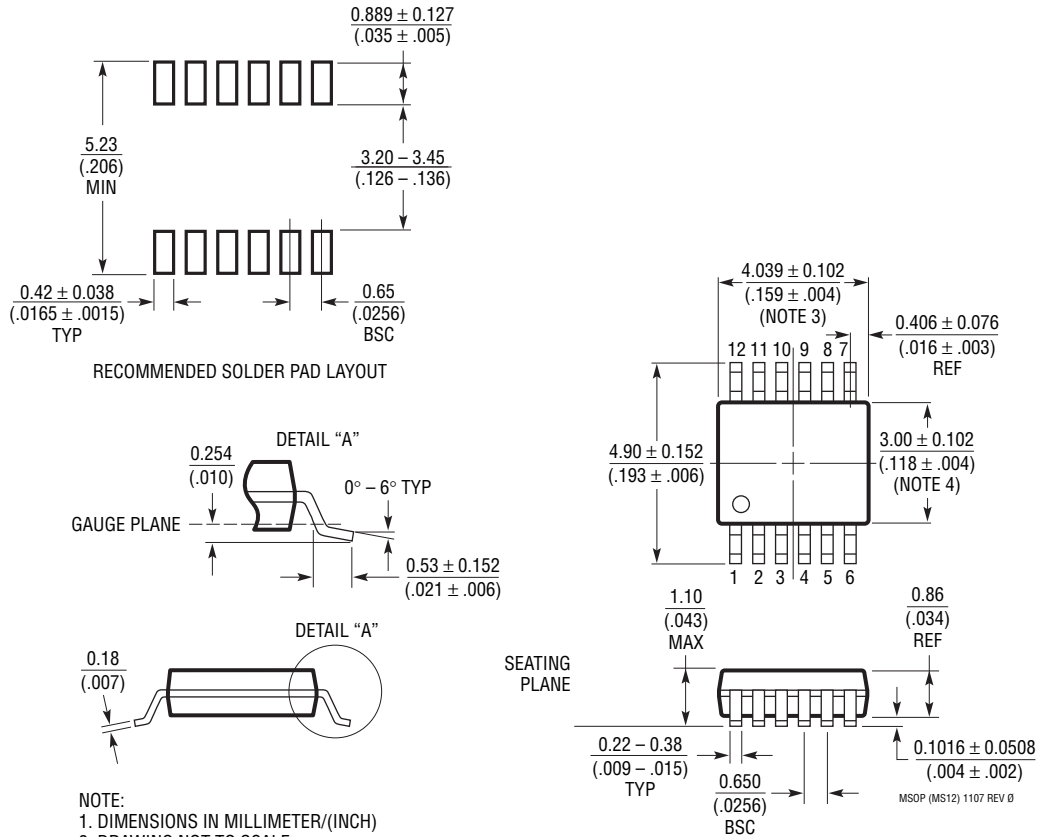 0.889 ± 0.127
(.035 ± .005)
5.23
(.206)
MIN
3.20 – 3.45
(.126 – .136)
0.42 ± 0.038
(.0165 ± .0015)
TYP
0.65
(.0256)
BSC
RECOMMENDED SOLDER PAD LAYOUT
4.039 ± 0.102
(.159 ± .004)
(NOTE 3)
0.406 ± 0.076
(.016 ± .003)
REF
12 11 10 9 8 7
4.90 ± 0.152
(.193 ± .006)
3.00 ± 0.102
(.118 ± .004)
(NOTE 4)
1 2 3 4 5 6
DETAIL “A”
0.254
(.010)
0° – 6° TYP
GAUGE PLANE
0.53 ± 0.152
(.021 ± .006)
DETAIL “A”
0.18
(.007)
1.10
(.043)
MAX
0.86
(.034)
REF
SEATING
PLANE
0.22 – 0.38
(.009 – .015)
TYP
0.650
(.0256)
BSC
0.1016 ± 0.0508
(.004 ± .002)
MSOP (MS12) 1107 REV Ø
NOTE:
1. DIMENSIONS IN MILLIMETER/(INCH)